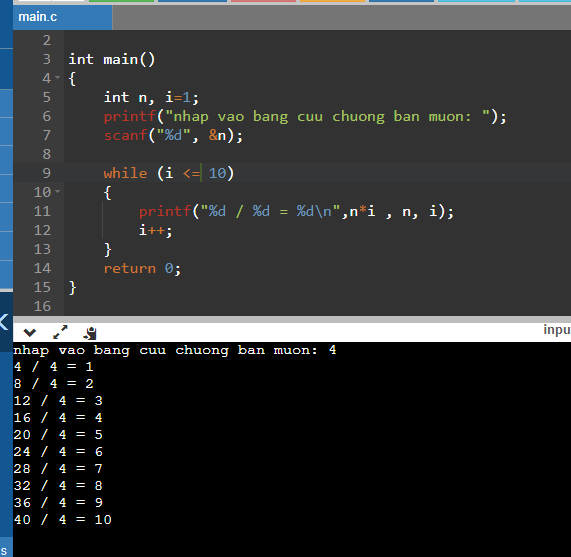 main.c
2
3 int main()
4 {
5 int n, i=1;
6 printf("nhap vao bang cuu chuong ban muon: ");
7 scanf("%d", &n);
8
9 while (i <= 10)
10 {
11 printf("%d / %d = %d\n",n*i , n, i);
12 i++;
13 }
14 return 0;
15 }
16
inpu
nhap vao bang cuu chuong ban muon: 4
4 / 4 = 1
8 / 4 = 2
12 / 4 = 3
16 / 4 = 4
20 / 4 = 5
24 / 4 = 6
28 / 4 = 7
32 / 4 = 8
36 / 4 = 9
40 / 4 = 10
s